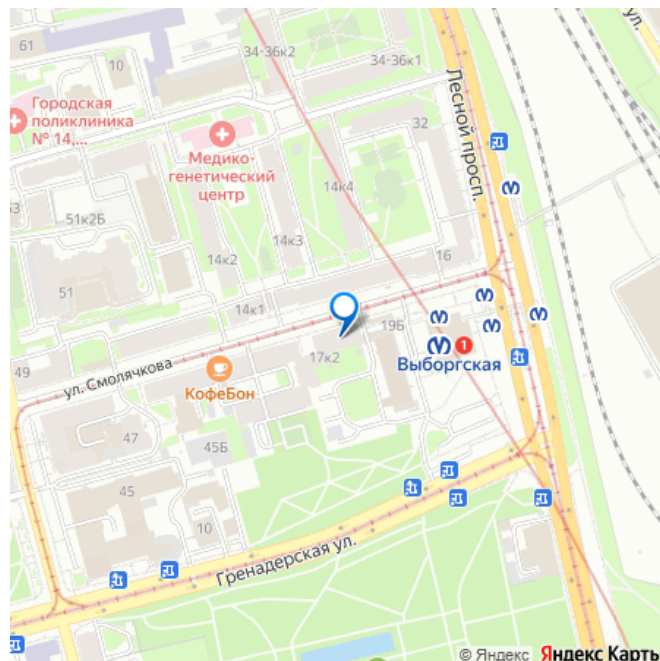 61
10
34-36к2
34-36к1
ул.
Городская
поликлиника
№ 14,...
Медико-
генетический
центр
32
Лесной просп.
53
51к2Б
14к4
14к3
14к2
16
51
14к1
19Б
1
Выборгская
17к2
49
ул. Смолячкова
КофеБон
47
45Б
45
10
Гренадерская ул.
© Яндекс Яндекс Карты